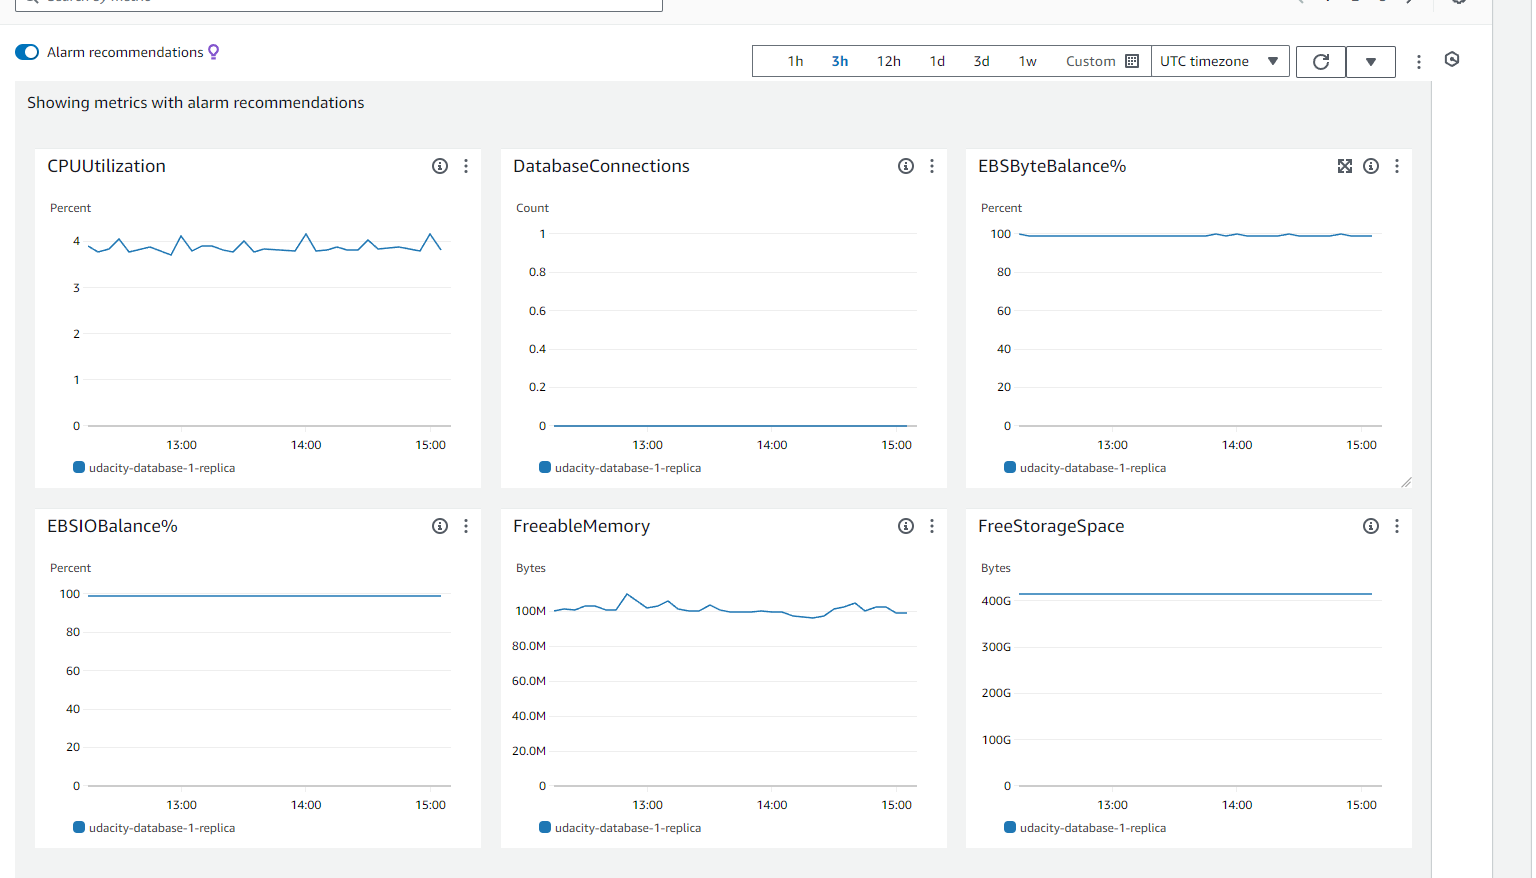 Search by metric
Alarm recommendations
1h 3h 12h 1d 3d 1w Custom UTC timezone
Showing metrics with alarm recommendations
CPUUtilization
Percent
4
3
2
1
0
13:00 14:00 15:00
udacity-database-1-replica
DatabaseConnections
Count
1
0.8
0.6
0.4
0.2
0
13:00 14:00 15:00
udacity-database-1-replica
EBSByteBalance%
Percent
100
80
60
40
20
0
13:00 14:00 15:00
udacity-database-1-replica
EBSIOBalance%
Percent
100
80
60
40
20
0
13:00 14:00 15:00
udacity-database-1-replica
FreeableMemory
Bytes
100M
80.0M
60.0M
40.0M
20.0M
0
13:00 14:00 15:00
udacity-database-1-replica
FreeStorageSpace
Bytes
400G
300G
200G
100G
0
13:00 14:00 15:00
udacity-database-1-replica